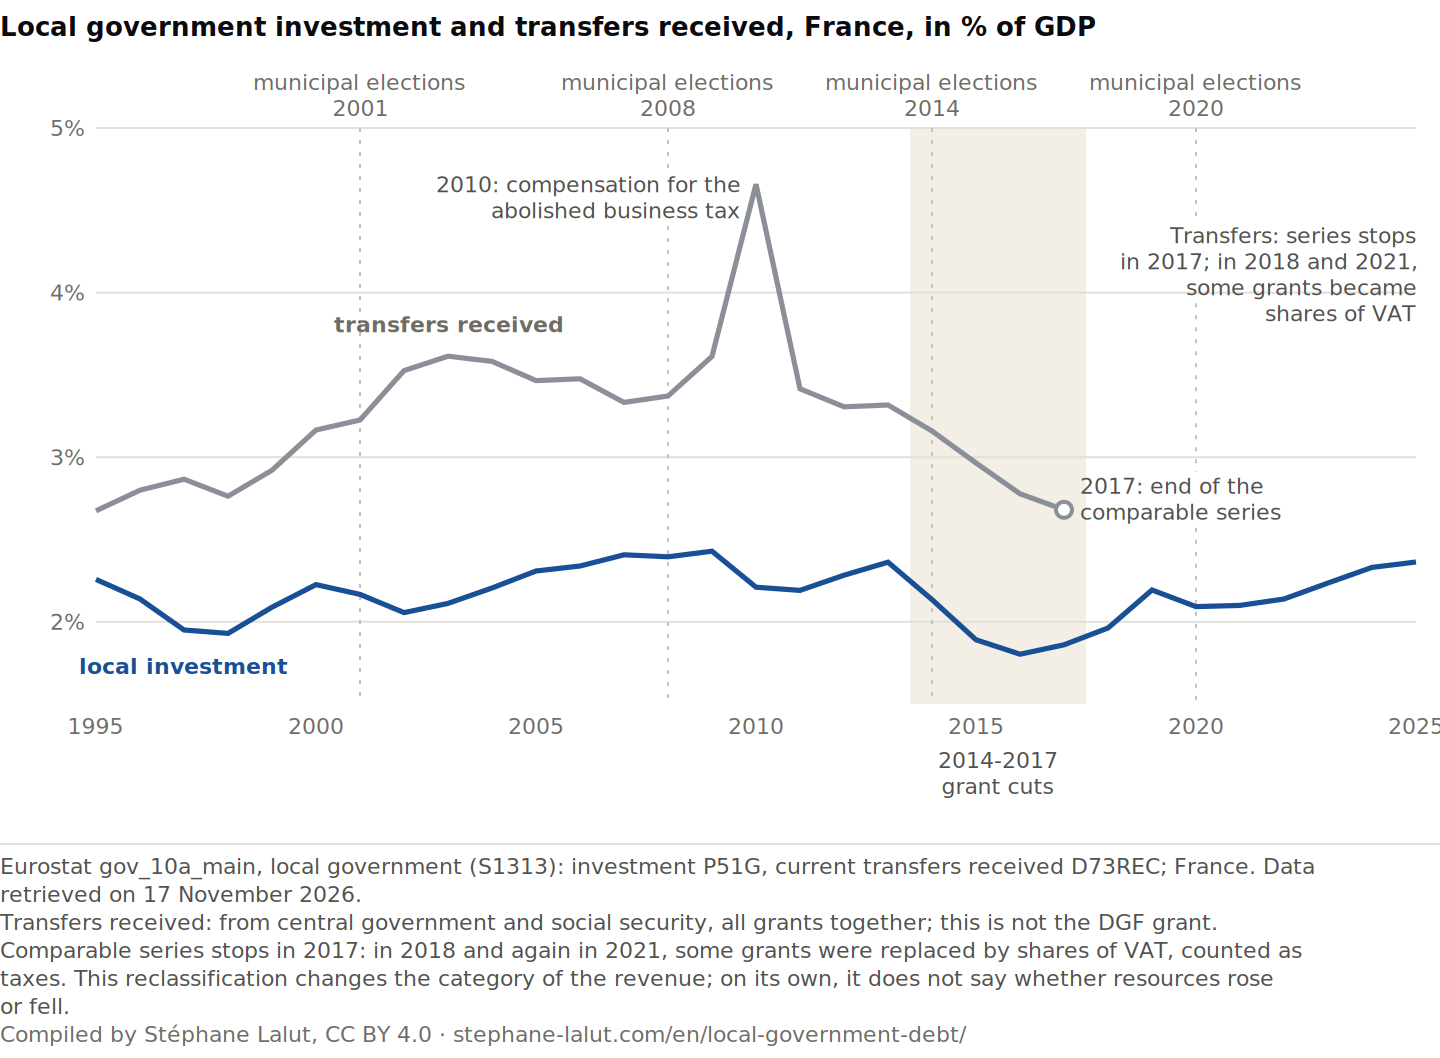 Local government investment and transfers received, France, in % of GDP
municipal elections
2001
municipal elections
2008
municipal elections
2014
municipal elections
2020
5%
4%
3%
2%
2010: compensation for the
abolished business tax
Transfers: series stops
in 2017; in 2018 and 2021,
some grants became
shares of VAT
transfers received
2017: end of the
comparable series
local investment
1995
2000
2005
2010
2015
2020
2025
2014-2017
grant cuts
Eurostat gov_10a_main, local government (S1313): investment P51G, current transfers received D73REC; France. Data
retrieved on 17 November 2026.
Transfers received: from central government and social security, all grants together; this is not the DGF grant.
Comparable series stops in 2017: in 2018 and again in 2021, some grants were replaced by shares of VAT, counted as
taxes. This reclassification changes the category of the revenue; on its own, it does not say whether resources rose
or fell.
Compiled by Stéphane Lalut, CC BY 4.0 · stephane-lalut.com/en/local-government-debt/